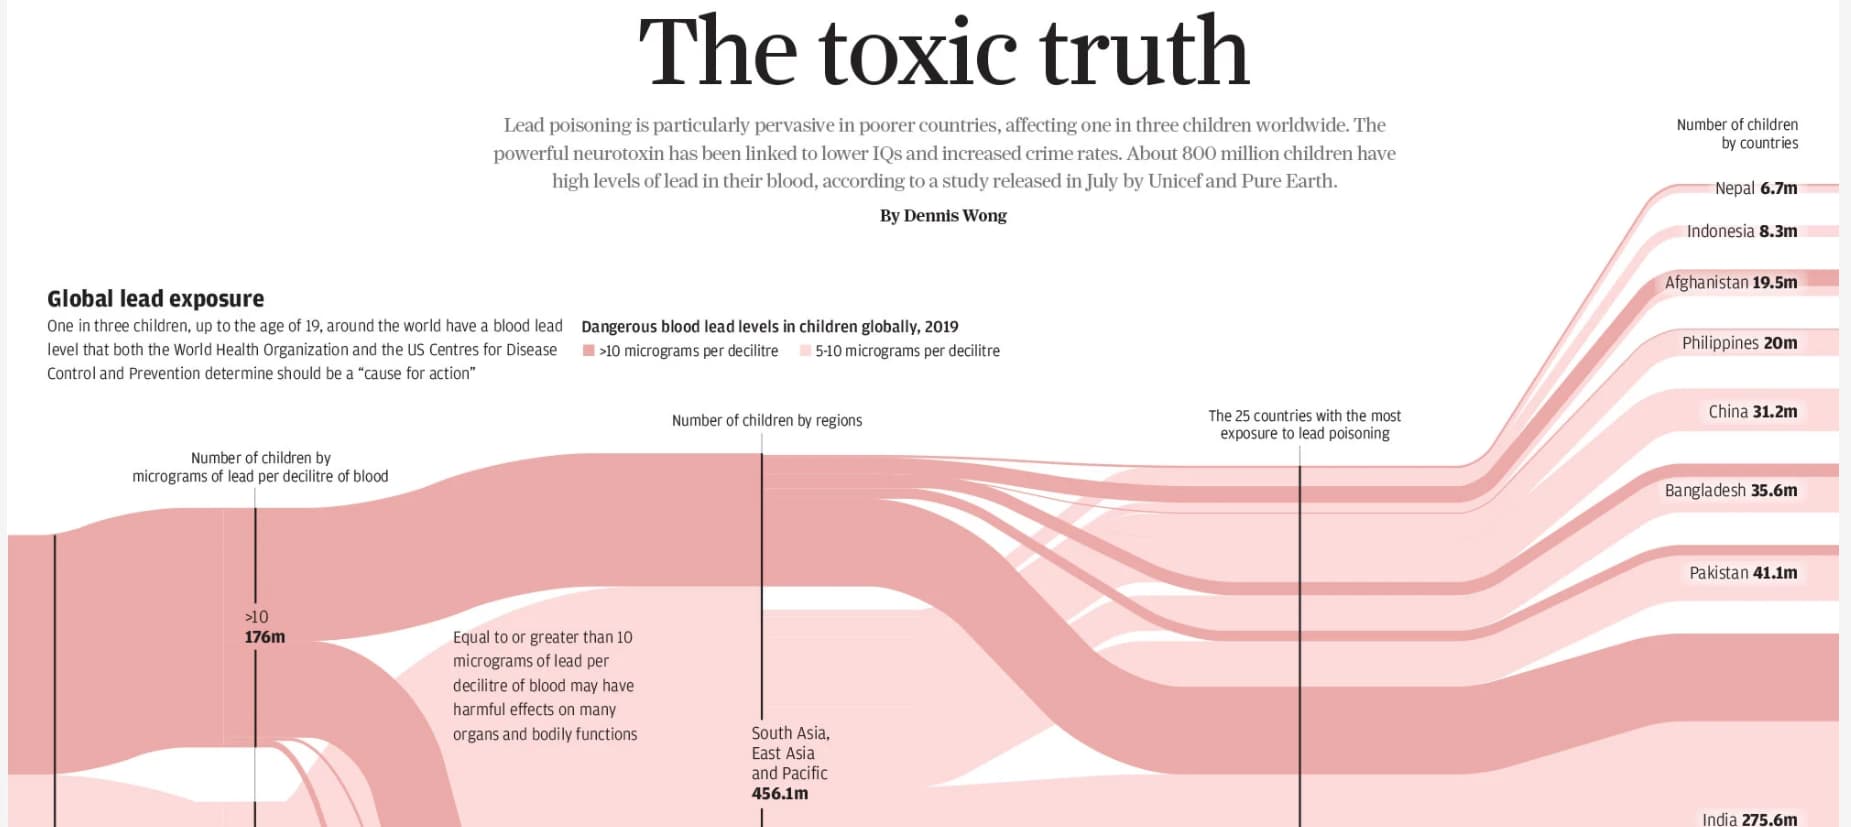 The toxic truth
Lead poisoning is particularly pervasive in poorer countries, affecting one in three children worldwide. The
powerful neurotoxin has been linked to lower IQs and increased crime rates. About 800 million children have
high levels of lead in their blood, according to a study released in July by Unicef and Pure Earth.
By Dennis Wong
Global lead exposure
One in three children, up to the age of 19, around the world have a blood lead
level that both the World Health Organization and the US Centres for Disease
Control and Prevention determine should be a “cause for action”
Dangerous blood lead levels in children globally, 2019
>10 micrograms per decilitre
5-10 micrograms per decilitre
Number of children by
micrograms of lead per decilitre of blood
>10
176m
Equal to or greater than 10
micrograms of lead per
decilitre of blood may have
harmful effects on many
organs and bodily functions
Number of children by regions
South Asia,
East Asia
and Pacific
456.1m
The 25 countries with the most
exposure to lead poisoning
Number of children
by countries
Nepal 6.7m
Indonesia 8.3m
Afghanistan 19.5m
Philippines 20m
China 31.2m
Bangladesh 35.6m
Pakistan 41.1m
India 275.6m